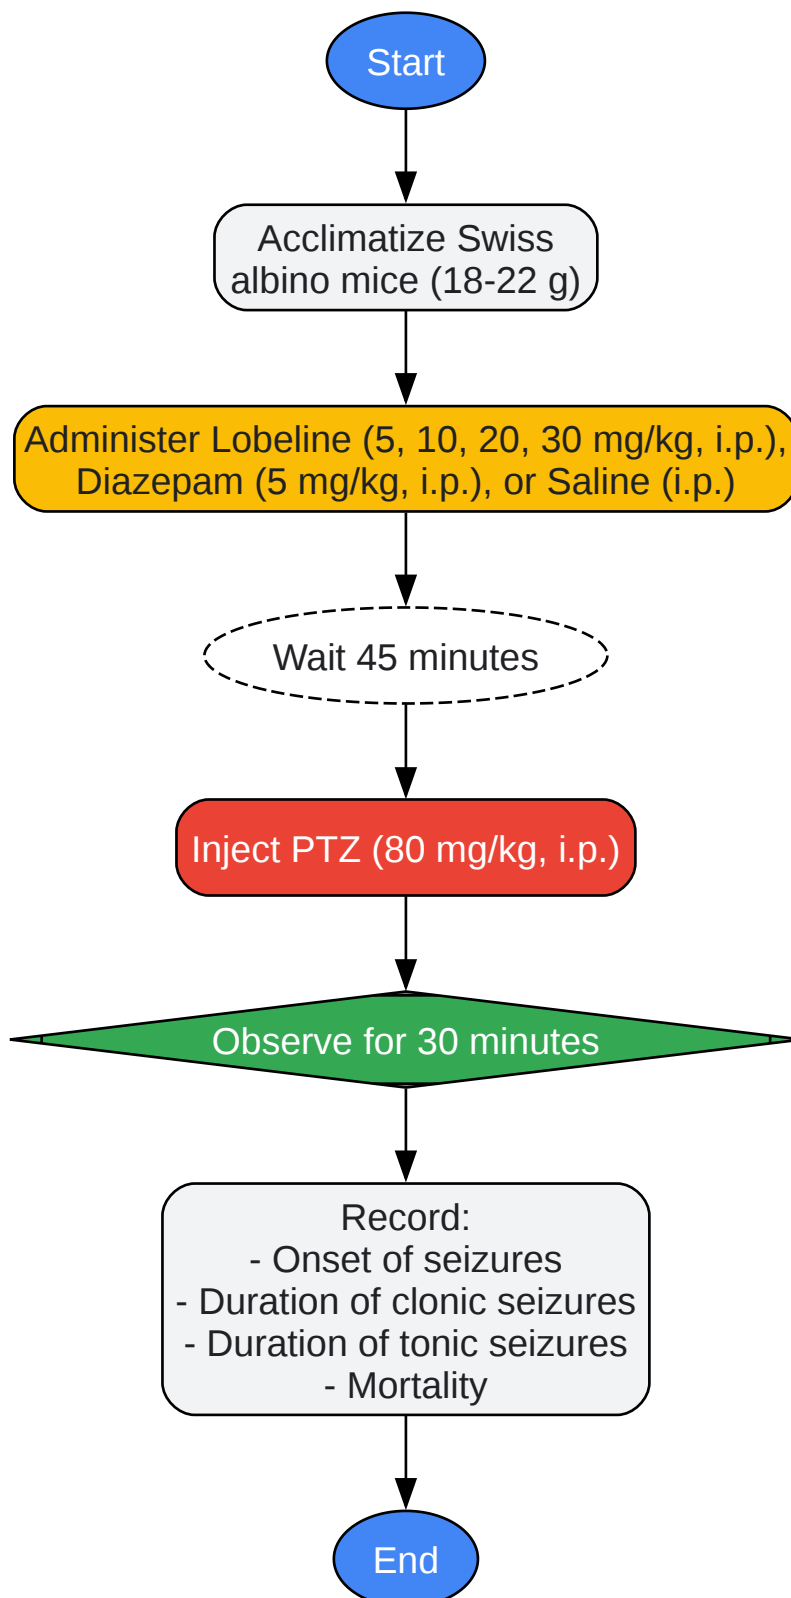 Start
Acclimatize Swiss
albino mice (18-22 g)
Administer Lobeline (5, 10, 20, 30 mg/kg, i.p.),
Diazepam (5 mg/kg, i.p.), or Saline (i.p.)
Wait 45 minutes
Inject PTZ (80 mg/kg, i.p.)
Observe for 30 minutes
Record:
- Onset of seizures
- Duration of clonic seizures
- Duration of tonic seizures
- Mortality
End